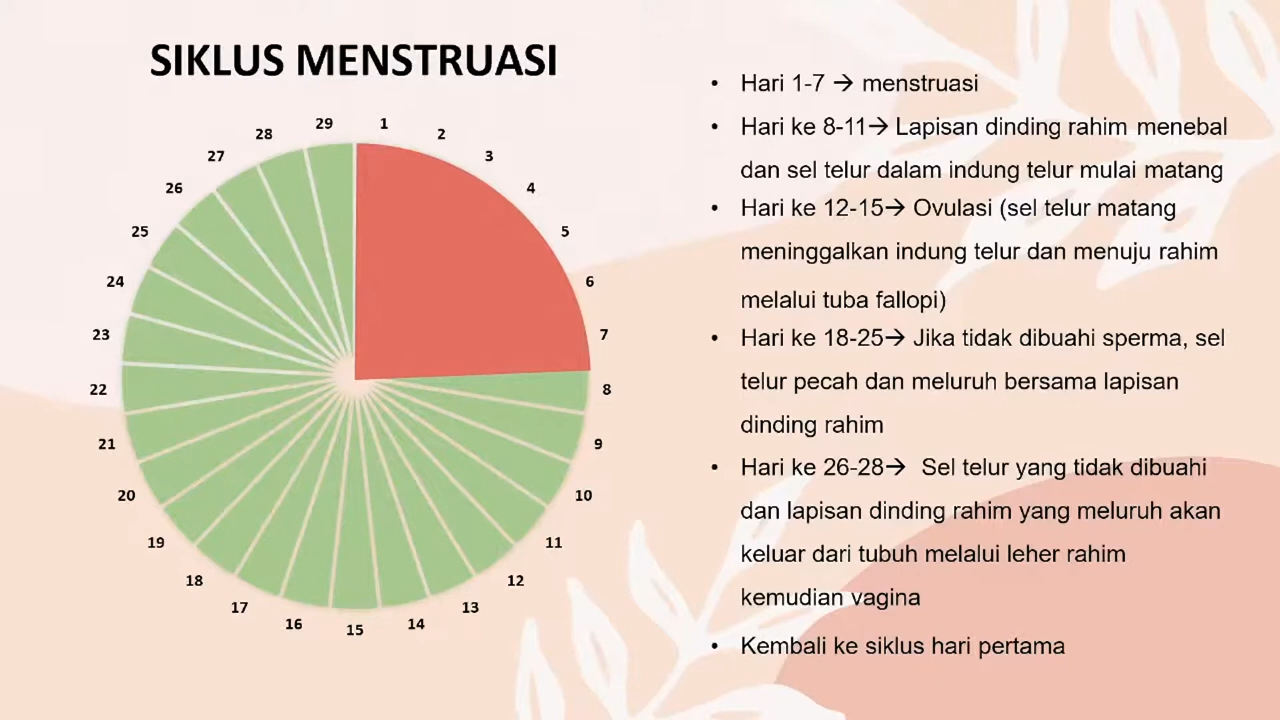 SIKLUS MENSTRUASI
1
2
3
4
5
6
7
8
9
10
11
12
13
14
15
16
17
18
19
20
21
22
23
24
25
26
27
28
29
• Hari 1-7 → menstruasi
• Hari ke 8-11→ Lapisan dinding rahim menebal
dan sel telur dalam indung telur mulai matang
• Hari ke 12-15→ Ovulasi (sel telur matang
meninggalkan indung telur dan menuju rahim
melalui tuba fallopi)
• Hari ke 18-25→ Jika tidak dibuahi sperma, sel
telur pecah dan meluruh bersama lapisan
dinding rahim
• Hari ke 26-28→ Sel telur yang tidak dibuahi
dan lapisan dinding rahim yang meluruh akan
keluar dari tubuh melalui leher rahim
kemudian vagina
• Kembali ke siklus hari pertama